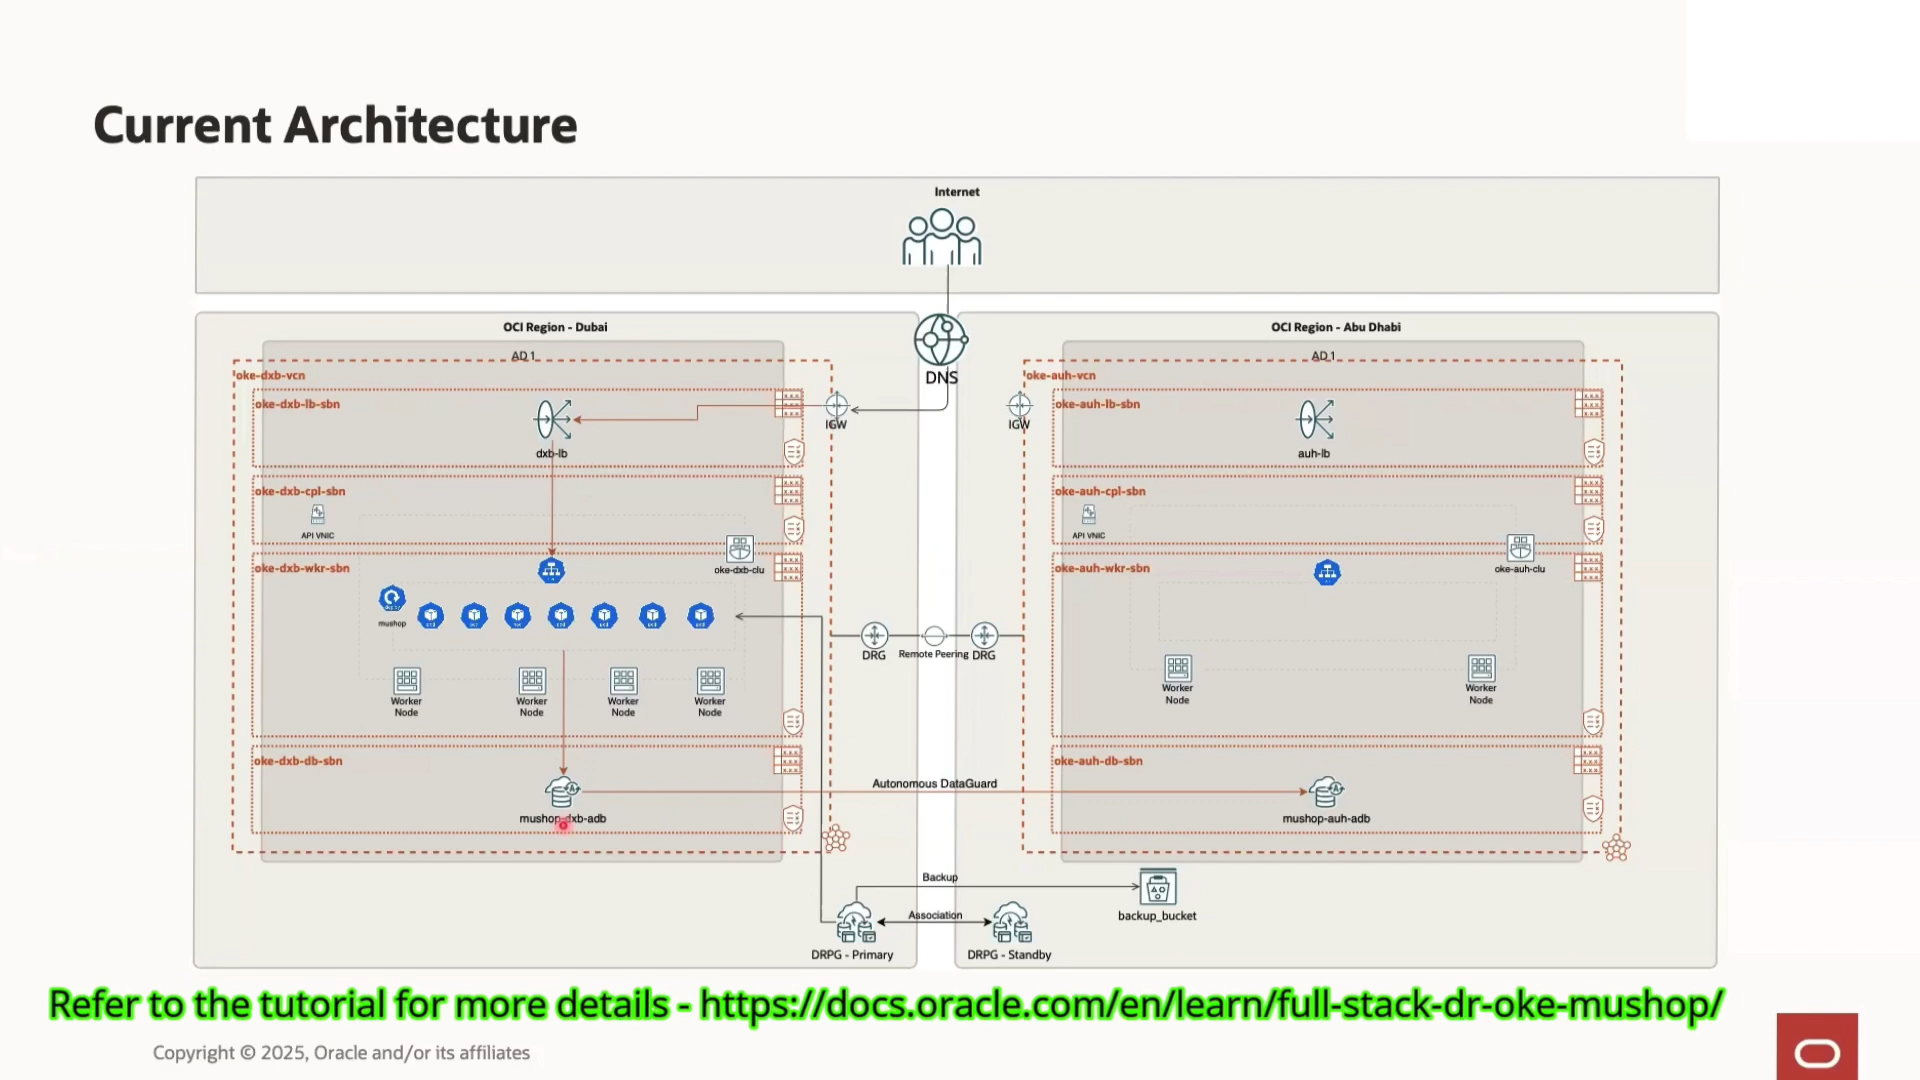 Current Architecture
Internet
OCI Region - Dubai
OCI Region - Abu Dhabi
AD 1
AD 1
DNS
oke-dxb-vcn
oke-auh-vcn
oke-dxb-lb-sbn
oke-auh-lb-sbn
IGW
IGW
dxb-lb
auh-lb
oke-dxb-cpl-sbn
oke-auh-cpl-sbn
API VNIC
API VNIC
oke-dxb-clu
oke-auh-clu
oke-dxb-wkr-sbn
oke-auh-wkr-sbn
mushop
DRG
Remote Peering
DRG
Worker
Node
Worker
Node
Worker
Node
Worker
Node
Worker
Node
Worker
Node
oke-dxb-db-sbn
oke-auh-db-sbn
Autonomous DataGuard
mushop-dxb-adb
mushop-auh-adb
Backup
backup_bucket
Association
DRPG - Primary
DRPG - Standby
Refer to the tutorial for more details - https://docs.oracle.com/en/learn/full-stack-dr-oke-mushop/
Copyright © 2025, Oracle and/or its affiliates